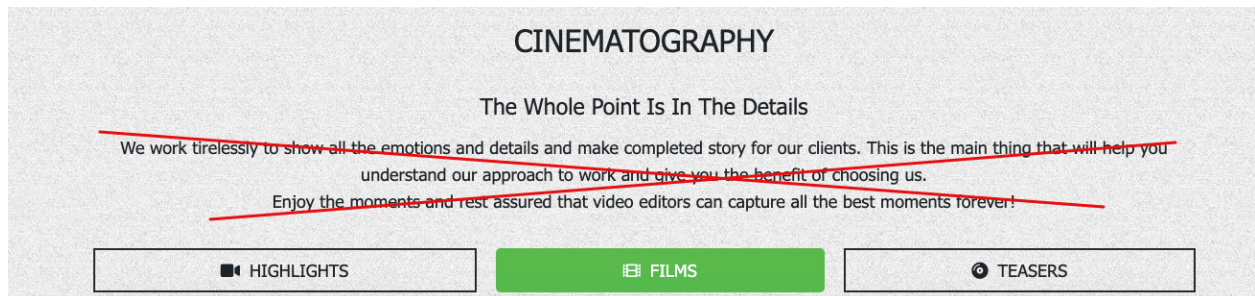 CINEMATOGRAPHY
The Whole Point Is In The Details
We work tirelessly to show all the emotions and details and make completed story for our clients. This is the main thing that will help you
understand our approach to work and give you the benefit of choosing us.
Enjoy the moments and rest assured that video editors can capture all the best moments forever!
HIGHLIGHTS
FILMS
TEASERS